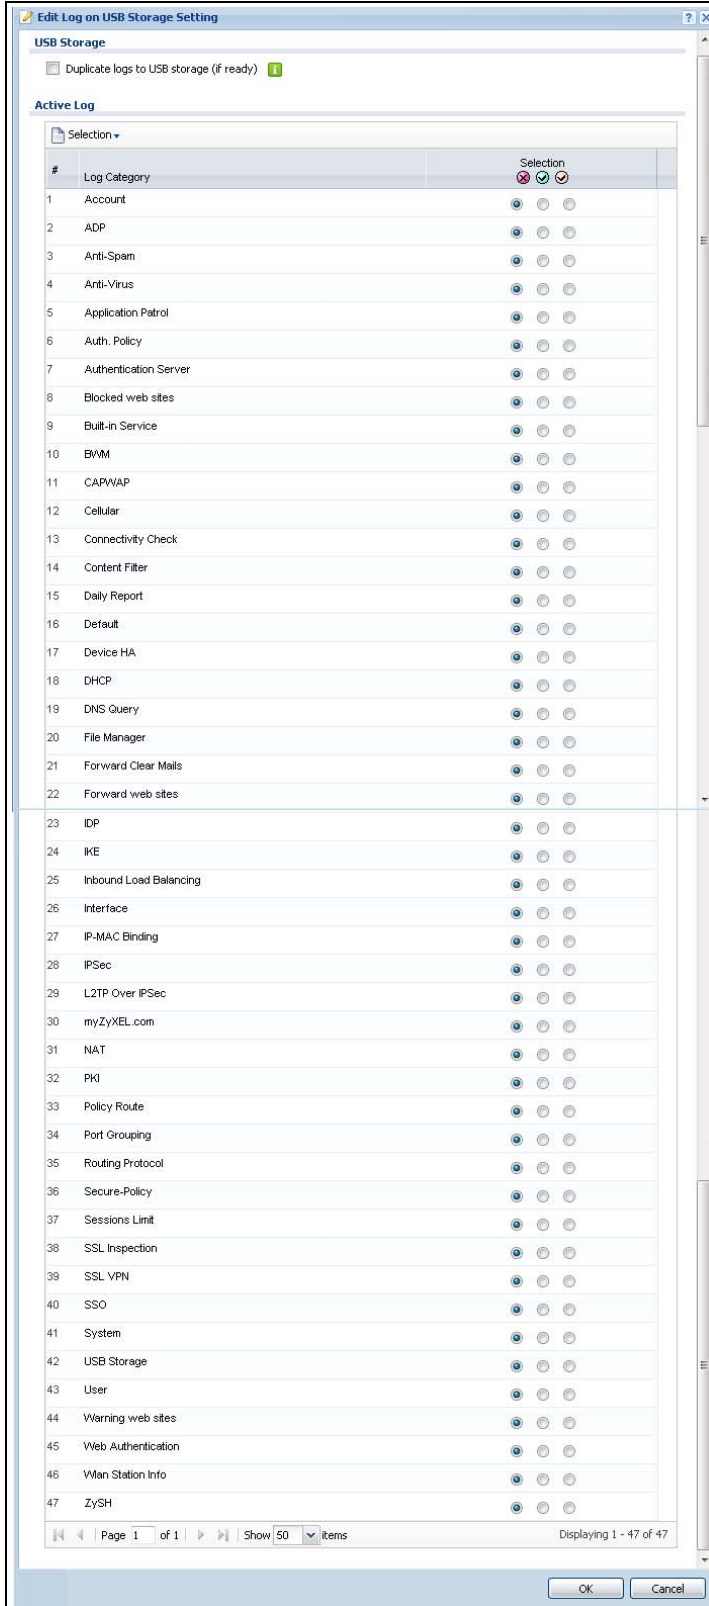 Edit Log on USB Storage Setting
USB Storage
Duplicate logs to USB storage (if ready)
Active Log
Selection
# Log Category Selection
1 Account
2 ADP
3 Anti-Spam
4 Anti-Virus
5 Application Patrol
6 Auth. Policy
7 Authentication Server
8 Blocked web sites
9 Built-in Service
10 BWM
11 CAPWAP
12 Cellular
13 Connectivity Check
14 Content Filter
15 Daily Report
16 Default
17 Device HA
18 DHCP
19 DNS Query
20 File Manager
21 Forward Clear Mails
22 Forward web sites
23 IDP
24 IKE
25 Inbound Load Balancing
26 Interface
27 IP-MAC Binding
28 IPSec
29 L2TP Over IPSec
30 myZyXEL.com
31 NAT
32 PKI
33 Policy Route
34 Port Grouping
35 Routing Protocol
36 Secure-Policy
37 Sessions Limit
38 SSL Inspection
39 SSL VPN
40 SSO
41 System
42 USB Storage
43 User
44 Warning web sites
45 Web Authentication
46 Wlan Station Info
47 ZySH
Page 1 of 1 Show 50 items Displaying 1 - 47 of 47
OK Cancel